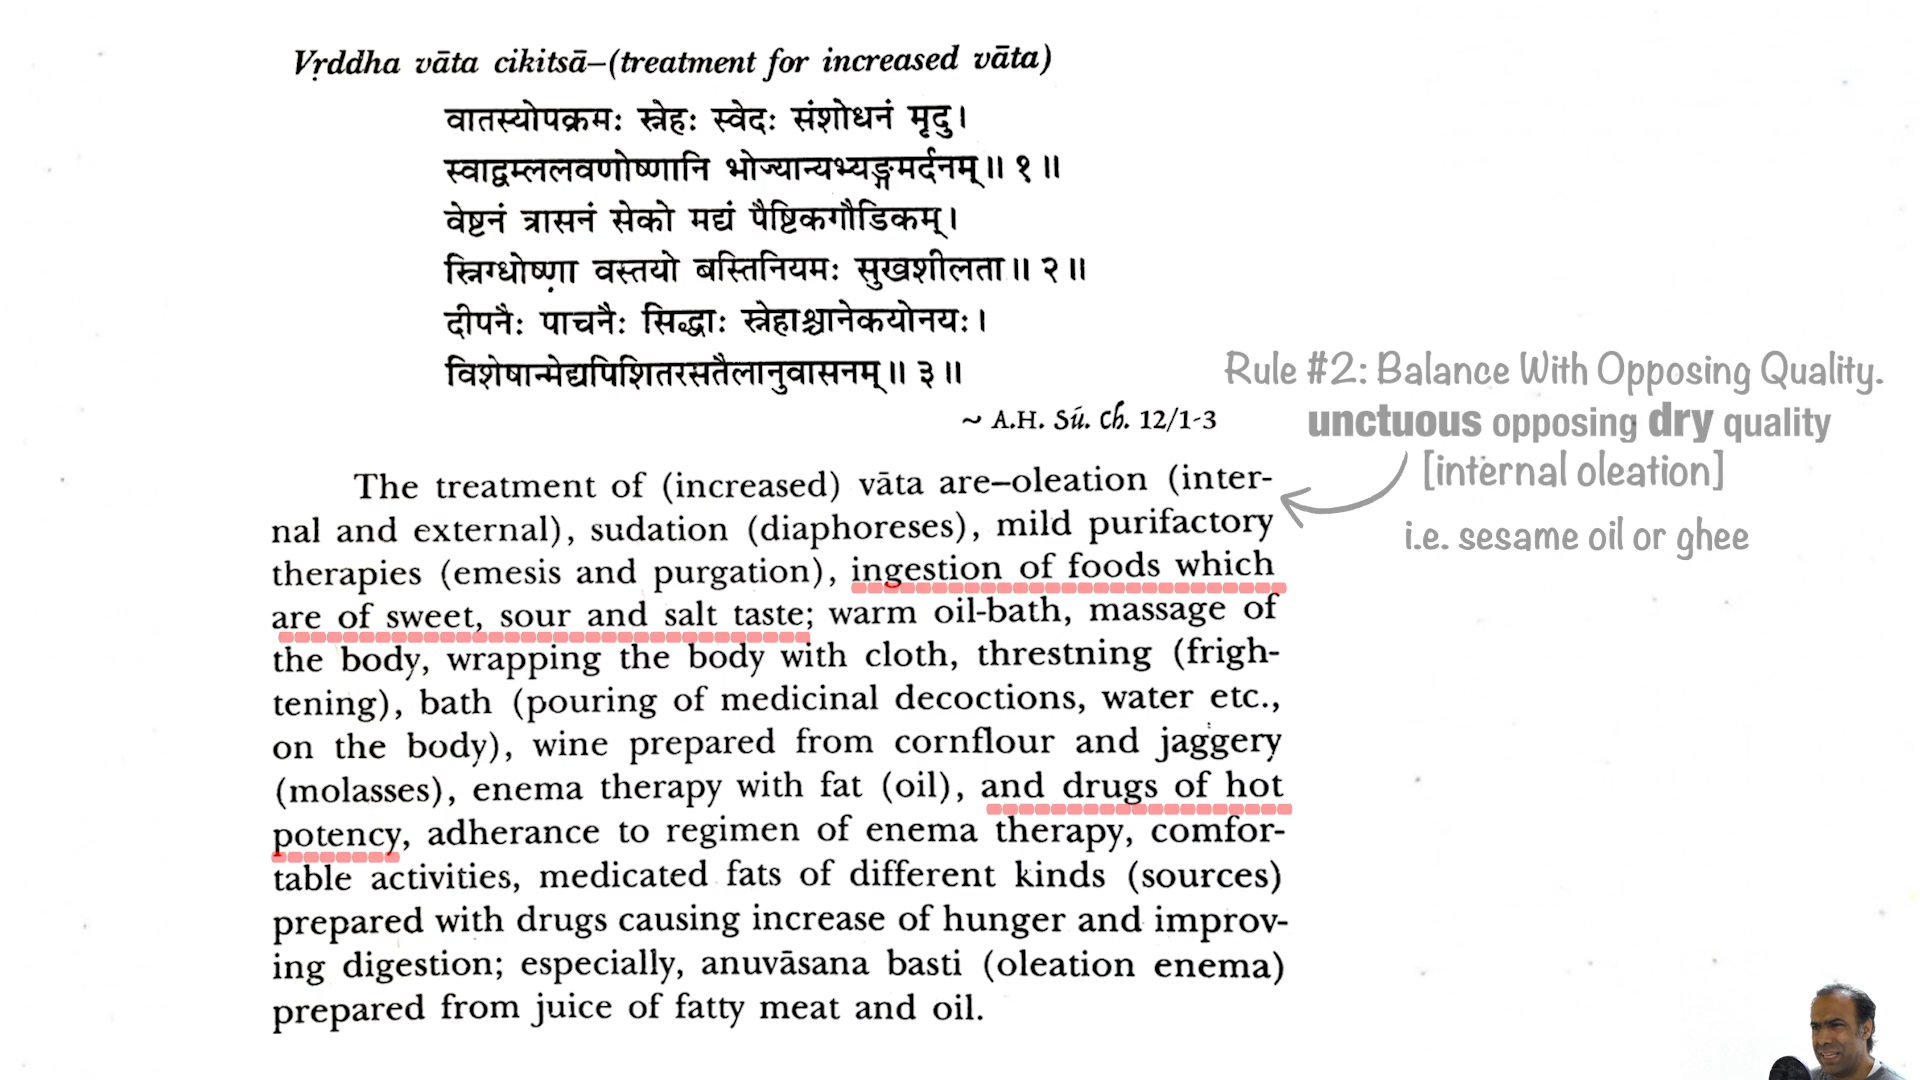 Vṛddha vāta cikitsā–(treatment for increased vāta)
वातस्योपक्रमः स्नेहः स्वेदः संशोधनं मृदु।
स्वाद्वम्ललवणोष्णानि भोज्यान्यभ्यङ्गमर्दनम्॥ १॥
वेष्टनं त्रासनं सेको मद्यं पैष्टिकगौडिकम्।
स्निग्धोष्णा वस्तयो बस्तिनियमः सुखशीलता॥ २॥
दीपनैः पाचनैः सिद्धाः स्नेहाश्चानेकयोनयः।
विशेषान्मेद्यपिशितरसतैलानुवासनम्॥ ३॥
~ A.H. Sū. Ch. 12/1-3
The treatment of (increased) vāta are–oleation (inter-
nal and external), sudation (diaphoreses), mild purifactory
therapies (emesis and purgation), ingestion of foods which
are of sweet, sour and salt taste; warm oil-bath, massage of
the body, wrapping the body with cloth, threstning (frigh-
tening), bath (pouring of medicinal decoctions, water etc.,
on the body), wine prepared from cornflour and jaggery
(molasses), enema therapy with fat (oil), and drugs of hot
potency, adherance to regimen of enema therapy, comfor-
table activities, medicated fats of different kinds (sources)
prepared with drugs causing increase of hunger and improv-
ing digestion; especially, anuvāsana basti (oleation enema)
prepared from juice of fatty meat and oil.
Rule #2: Balance With Opposing Quality.
unctuous opposing dry quality
[internal oleation]
i.e. sesame oil or ghee